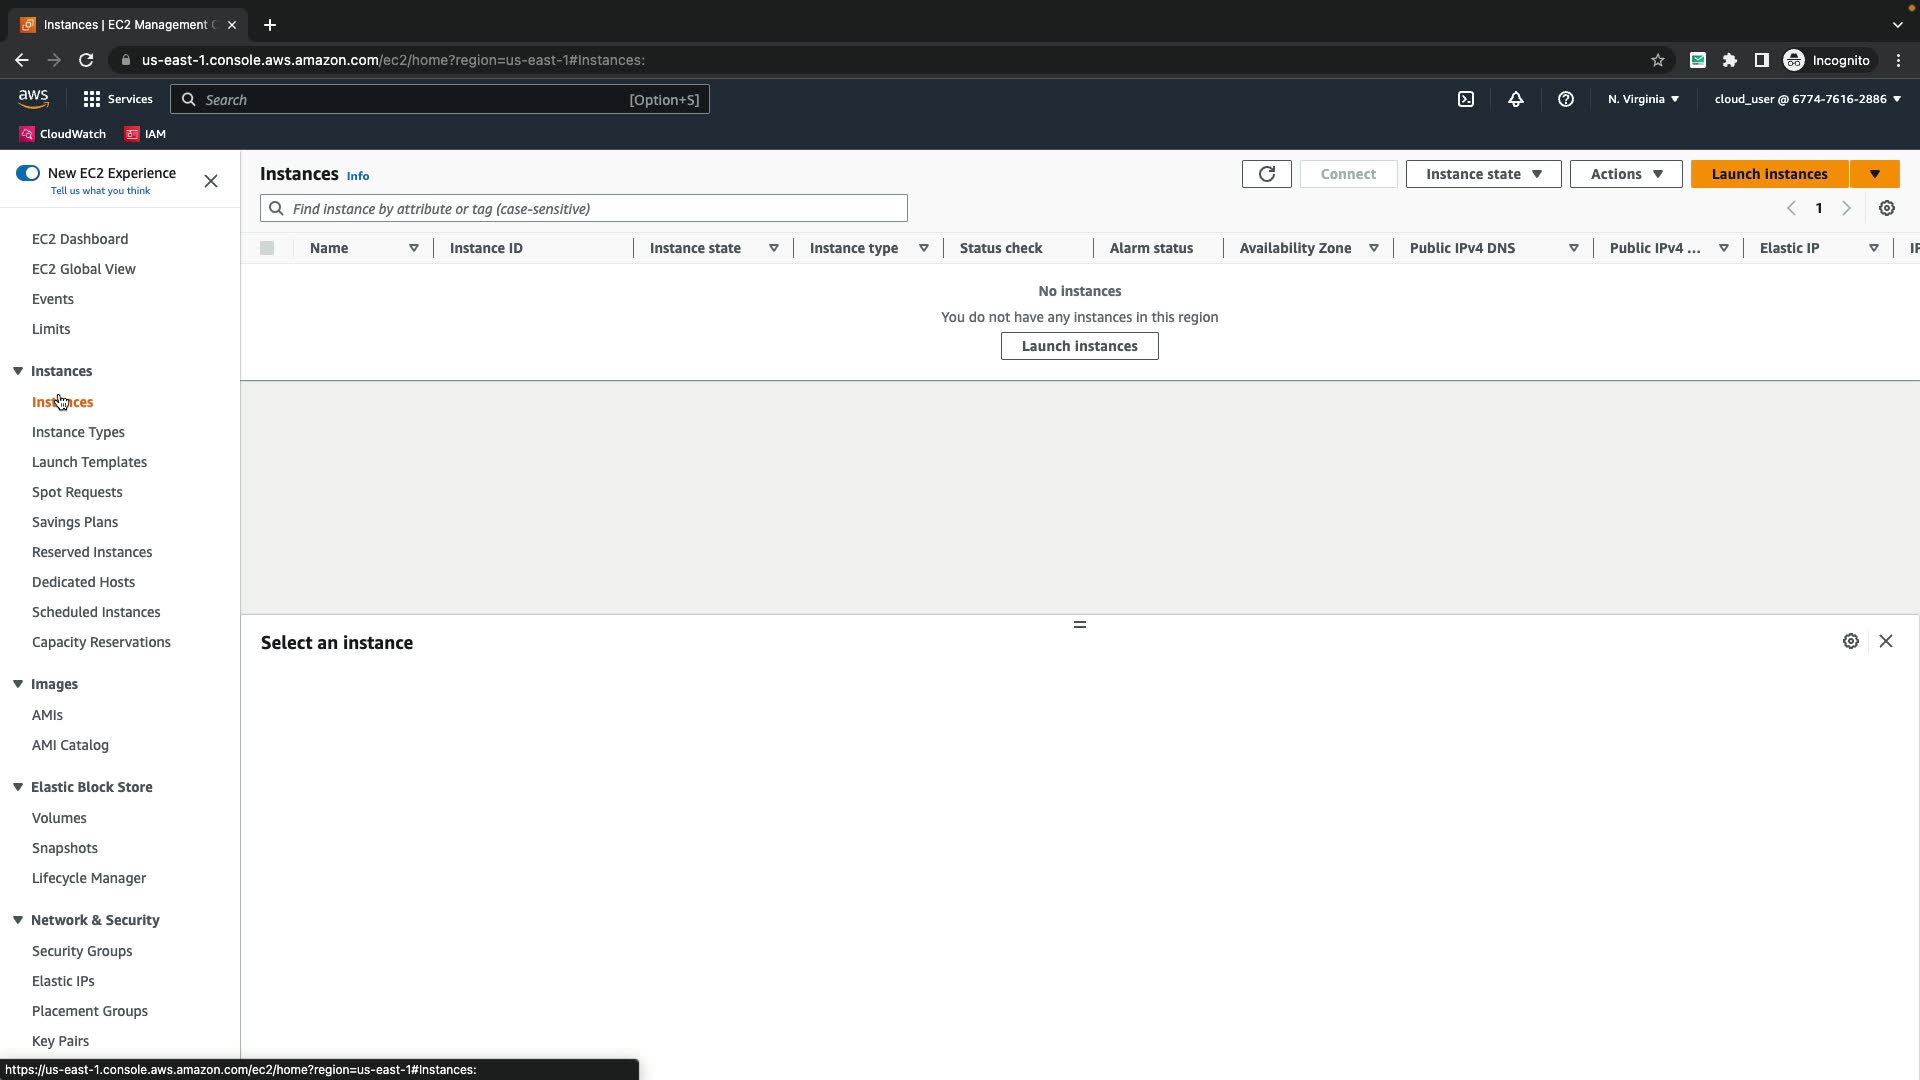 Instances | EC2 Management C
us-east-1.console.aws.amazon.com/ec2/home?region=us-east-1#Instances:
Incognito
aws
Services
Search
[Option+S]
N. Virginia
cloud_user @ 6774-7616-2886
CloudWatch
IAM
New EC2 Experience
Tell us what you think
EC2 Dashboard
EC2 Global View
Events
Limits
Instances
Instances
Instance Types
Launch Templates
Spot Requests
Savings Plans
Reserved Instances
Dedicated Hosts
Scheduled Instances
Capacity Reservations
Images
AMIs
AMI Catalog
Elastic Block Store
Volumes
Snapshots
Lifecycle Manager
Network & Security
Security Groups
Elastic IPs
Placement Groups
Key Pairs
Instances Info
Connect
Instance state
Actions
Launch instances
Find instance by attribute or tag (case-sensitive)
1
Name Instance ID Instance state Instance type Status check Alarm status Availability Zone Public IPv4 DNS Public IPv4 ... Elastic IP
No instances
You do not have any instances in this region
Launch instances
Select an instance
https://us-east-1.console.aws.amazon.com/ec2/home?region=us-east-1#Instances: